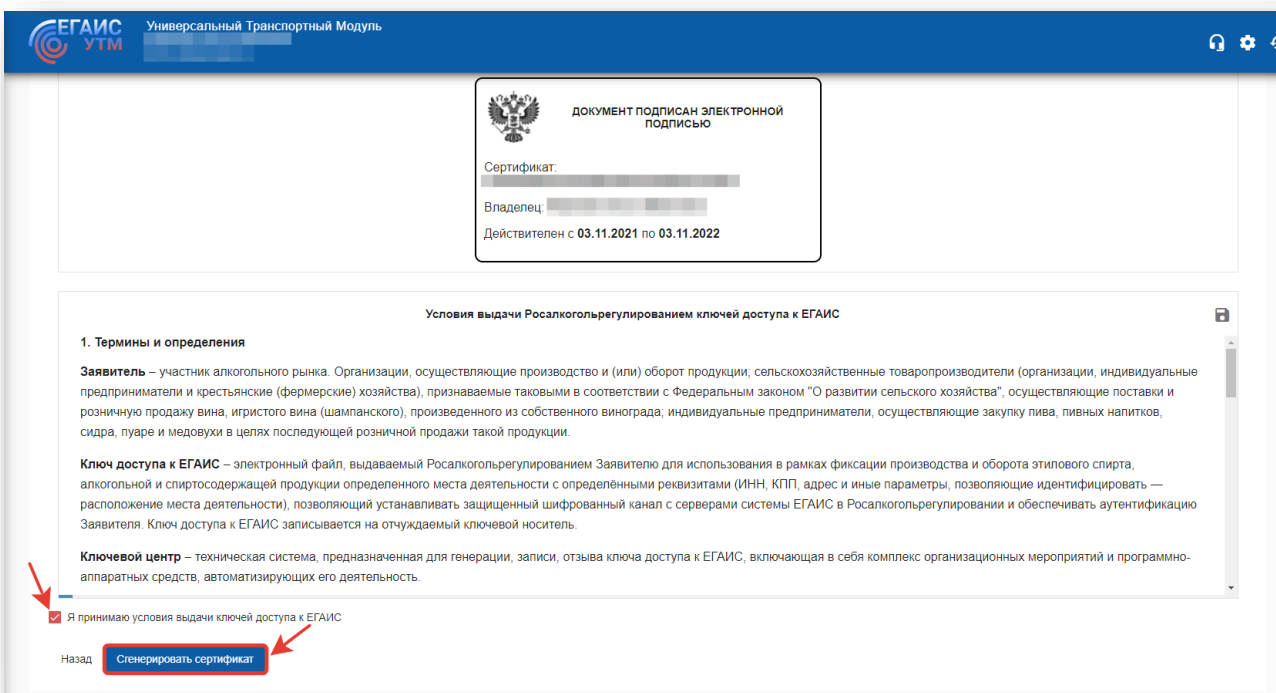 ЕГАИС
УТМ
Универсальный Транспортный Модуль
ДОКУМЕНТ ПОДПИСАН ЭЛЕКТРОННОЙ
ПОДПИСЬЮ
Сертификат:
Владелец:
Действителен с 03.11.2021 по 03.11.2022
Условия выдачи Росалкогольрегулированием ключей доступа к ЕГАИС
1. Термины и определения
Заявитель – участник алкогольного рынка. Организации, осуществляющие производство и (или) оборот продукции; сельскохозяйственные товаропроизводители (организации, индивидуальные
предприниматели и крестьянские (фермерские) хозяйства), признаваемые таковыми в соответствии с Федеральным законом "О развитии сельского хозяйства", осуществляющие поставки и
розничную продажу вина, игристого вина (шампанского), произведенного из собственного винограда; индивидуальные предприниматели, осуществляющие закупку пива, пивных напитков,
сидра, пуаре и медовухи в целях последующей розничной продажи такой продукции.
Ключ доступа к ЕГАИС – электронный файл, выдаваемый Росалкогольрегулированием Заявителю для использования в рамках фиксации производства и оборота этилового спирта,
алкогольной и спиртосодержащей продукции определенного места деятельности с определёнными реквизитами (ИНН, КПП, адрес и иные параметры, позволяющие идентифицировать —
расположение места деятельности), позволяющий устанавливать защищенный шифрованный канал с серверами системы ЕГАИС в Росалкогольрегулировании и обеспечивать аутентификацию
Заявителя. Ключ доступа к ЕГАИС записывается на отчуждаемый ключевой носитель.
Ключевой центр – техническая система, предназначенная для генерации, записи, отзыва ключа доступа к ЕГАИС, включающая в себя комплекс организационных мероприятий и программно-
аппаратных средств, автоматизирующих его деятельность.
Я принимаю условия выдачи ключей доступа к ЕГАИС
Назад
Сгенерировать сертификат